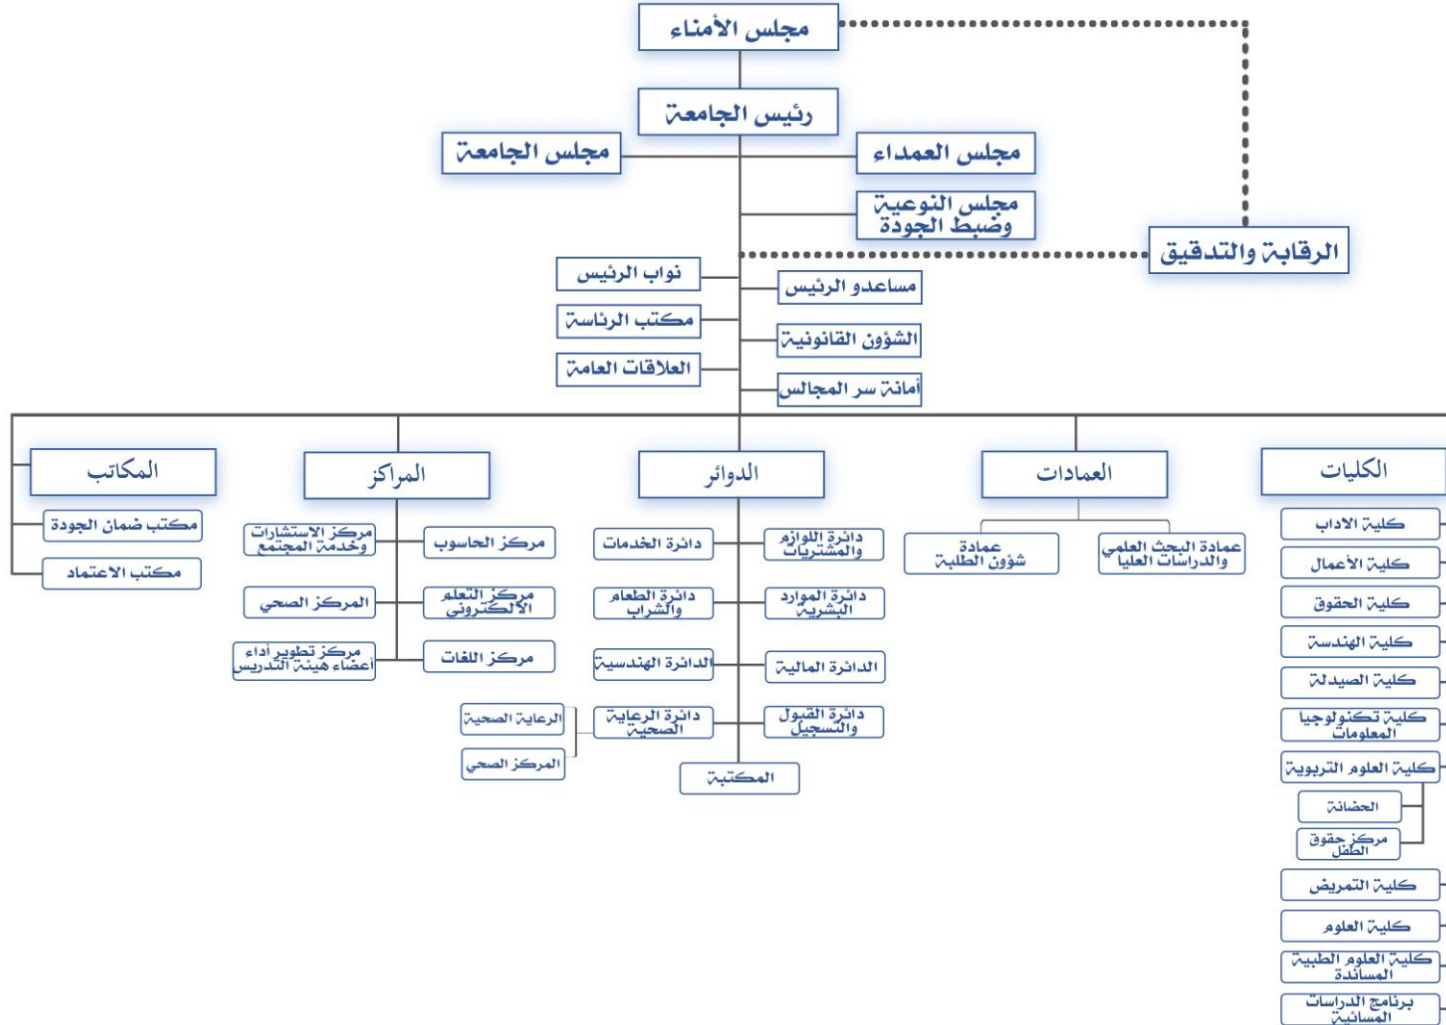 مجلس الأمناء
رئيس الجامعة
مجلس العمداء
مجلس الجامعة
مجلس النوعية
وضبط الجودة
الرقابة والتدقيق
مساعدو الرئيس
نواب الرئيس
الشؤون القانونية
مكتب الرئاسة
أمانة سر المجالس
العلاقات العامة
الكليات
كلية الاداب
كلية الأعمال
كلية الحقوق
كلية الهندسة
كلية الصيدلة
كلية تكنولوجيا
المعلومات
كلية العلوم التربوية
الحضانة
مركز حقوق
الطفل
كلية التمريض
كلية العلوم
كلية العلوم الطبية
المساندة
برنامج الدراسات
المسائية
العمادات
عمادة البحث العلمي
والدراسات العليا
عمادة
شؤون الطلبة
الدوائر
دائرة اللوازم
والمشتريات
دائرة الخدمات
دائرة الموارد
البشرية
دائرة الطعام
والشراب
الدائرة المالية
الدائرة الهندسية
دائرة القبول
والتسجيل
دائرة الرعاية
الصحية
الرعاية الصحية
المركز الصحي
المكتبة
المراكز
مركز الحاسوب
مركز الاستشارات
وخدمة المجتمع
مركز التعلم
الالكتروني
المركز الصحي
مركز اللغات
مركز تطوير أداء
أعضاء هيئة التدريس
المكاتب
مكتب ضمان الجودة
مكتب الاعتماد